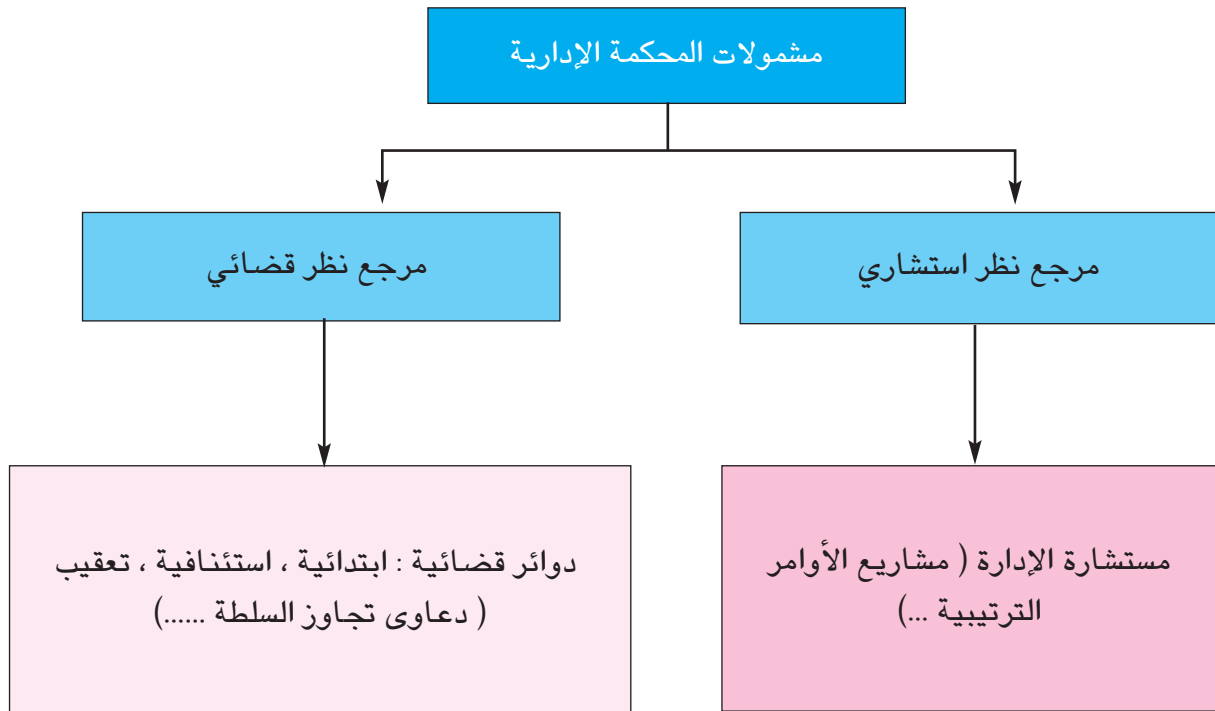 مشمولات المحكمة الإدارية
مرجع نظر استشاري
مرجع نظر قضائي
مستشارة الإدارة ( مشاريع الأوامر
الترتيبية ...)
دوائر قضائية : ابتدائية ، استئنافية ، تعقيب
( دعاوى تجاوز السلطة ......)